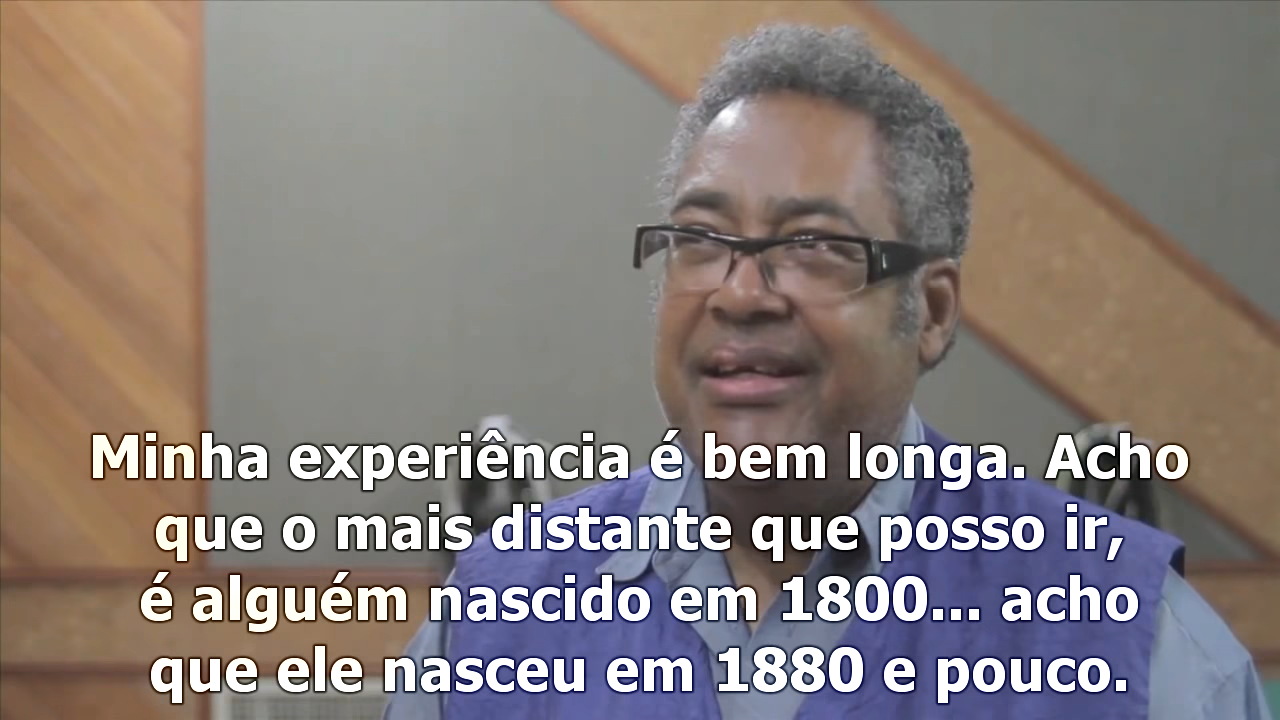 Minha experiência é bem longa. Acho
que o mais distante que posso ir,
é alguém nascido em 1800... acho
que ele nasceu em 1880 e pouco.